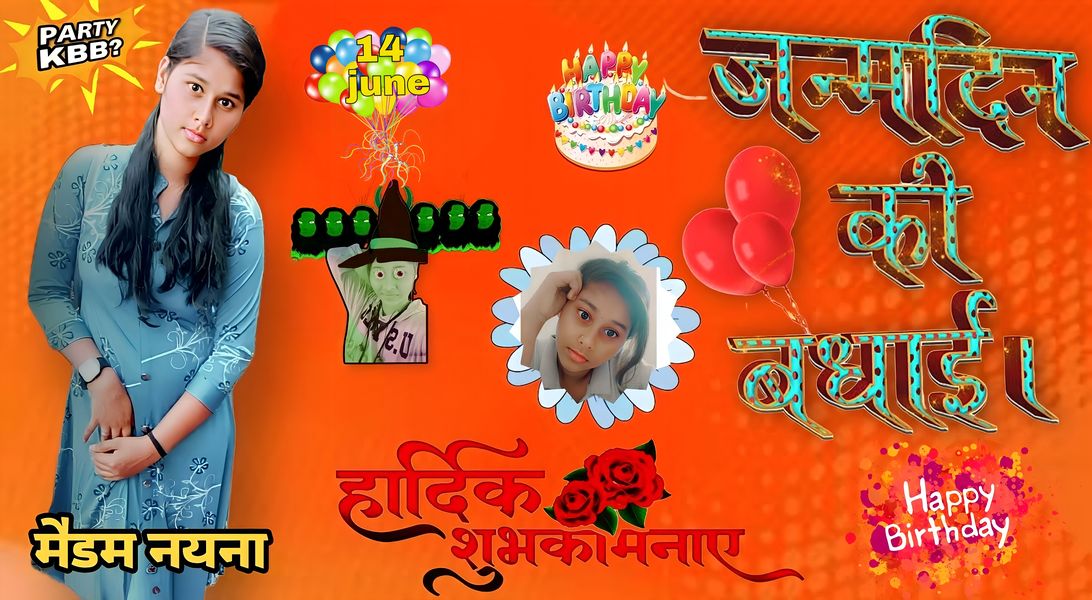 PARTY
KBB?
14
june
HAPPY
BIRTHDAY
जन्मदिन
की
बधाई।
हार्दिक
शुभकामनाए
Happy
Birthday
मैडम नयना